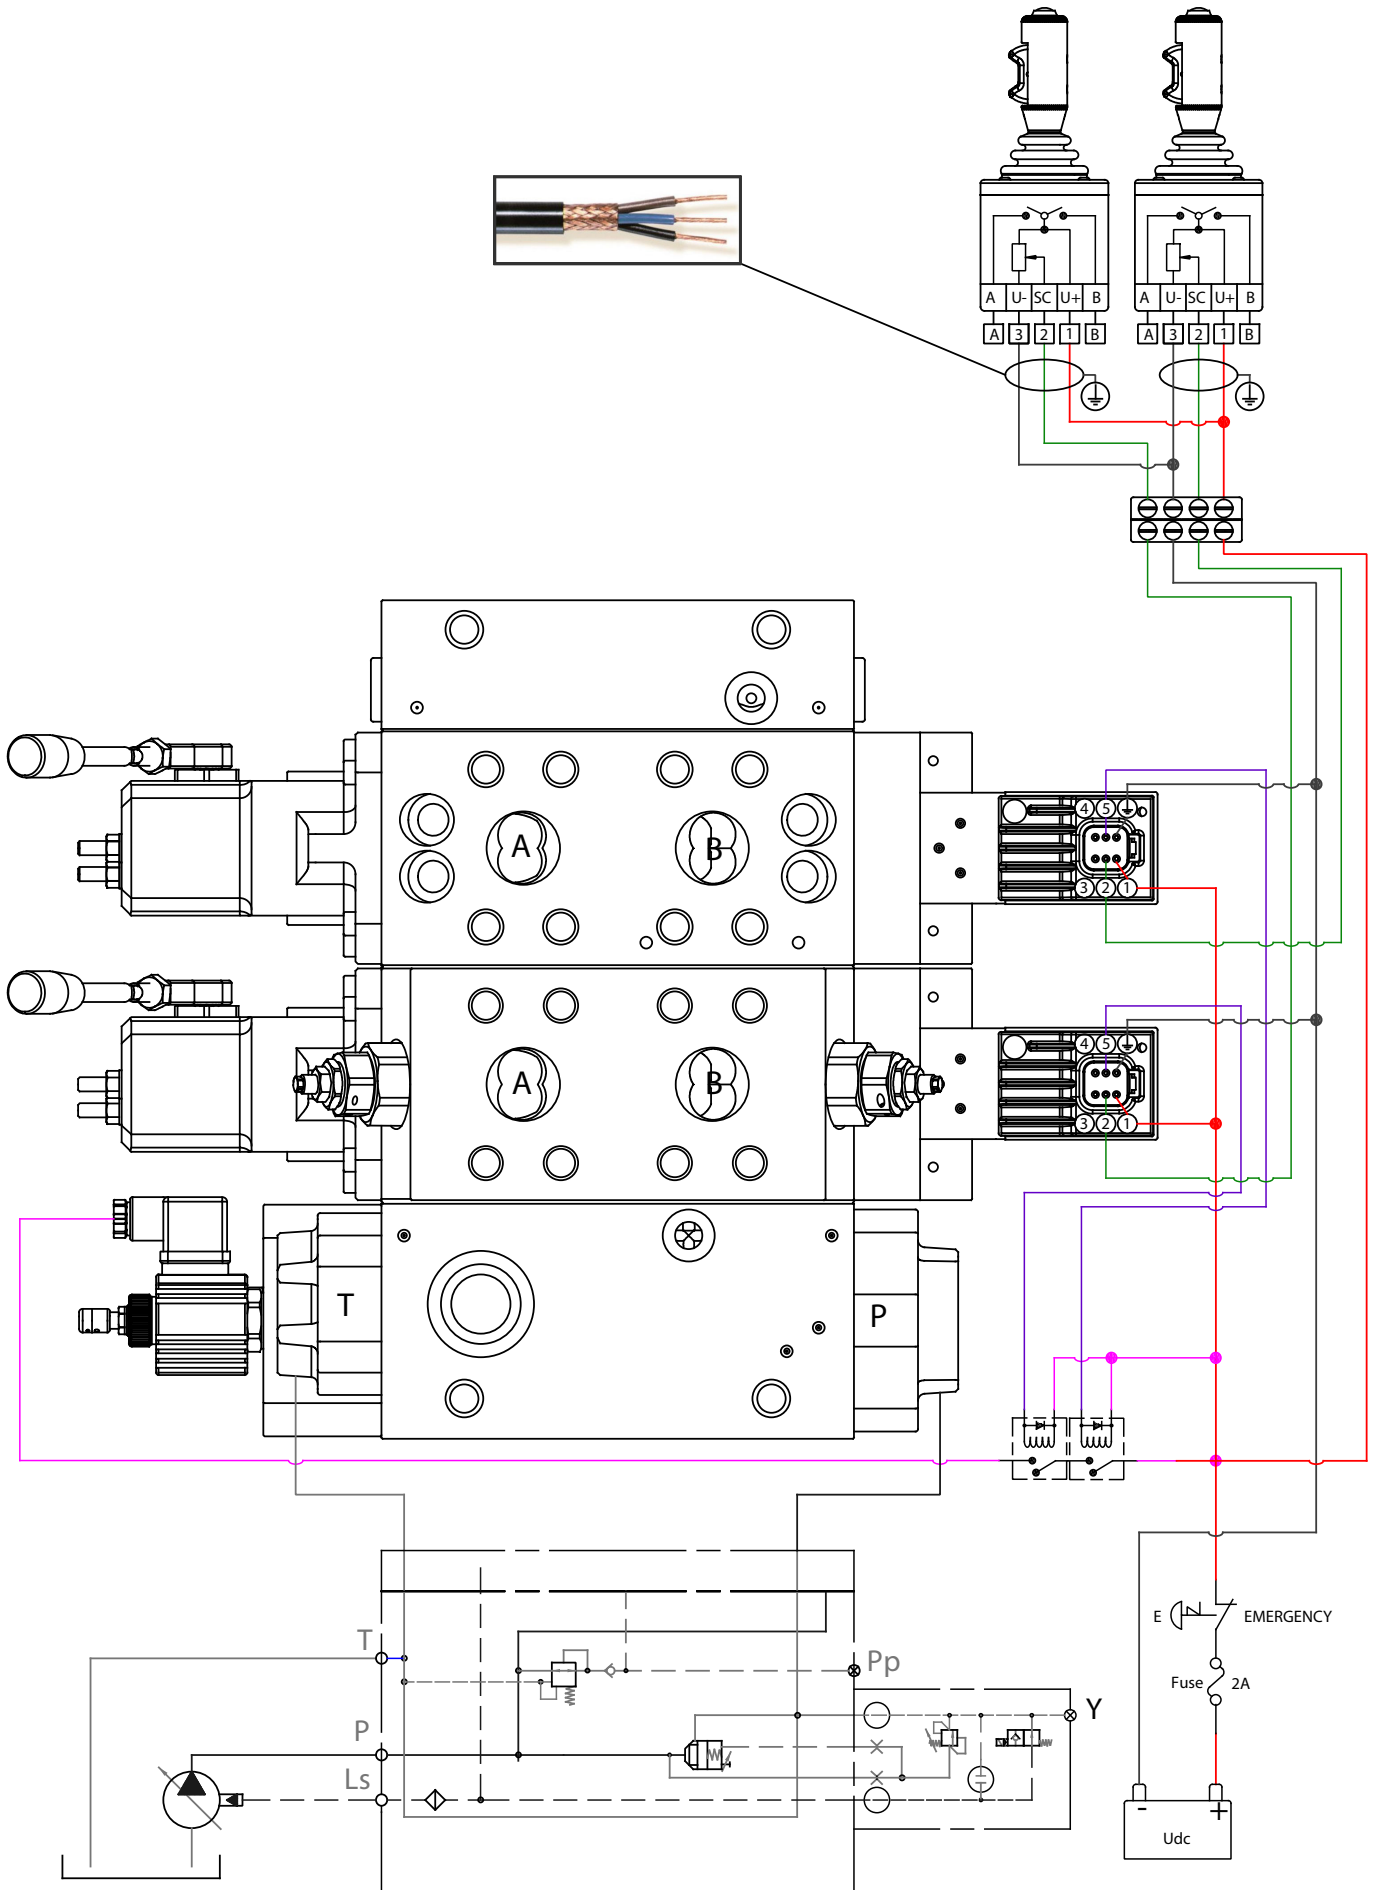 A U- SC U+ B
A U- SC U+ B
A 3 2 1 B
A 3 2 1 B
4 5
A B
3 2 1
4 5
A B
3 2 1
T
P
E EMERGENCY
T
Pp
Fuse 2A
Y
P
Ls
- +
Udc